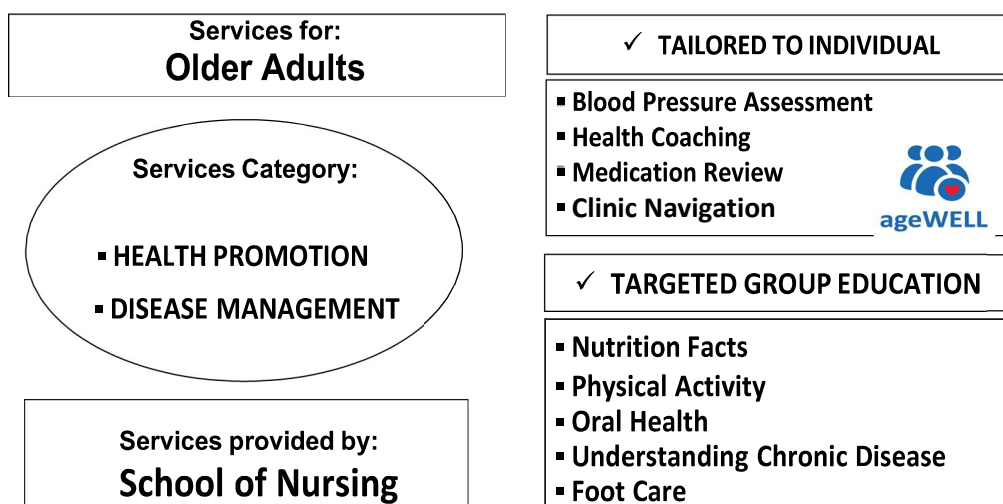 Services for:
Older Adults
Services Category:
▪ HEALTH PROMOTION
▪ DISEASE MANAGEMENT
Services provided by:
School of Nursing
✓ TAILORED TO INDIVIDUAL
▪ Blood Pressure Assessment
▪ Health Coaching
▪ Medication Review
▪ Clinic Navigation
ageWELL
✓ TARGETED GROUP EDUCATION
▪ Nutrition Facts
▪ Physical Activity
▪ Oral Health
▪ Understanding Chronic Disease
▪ Foot Care